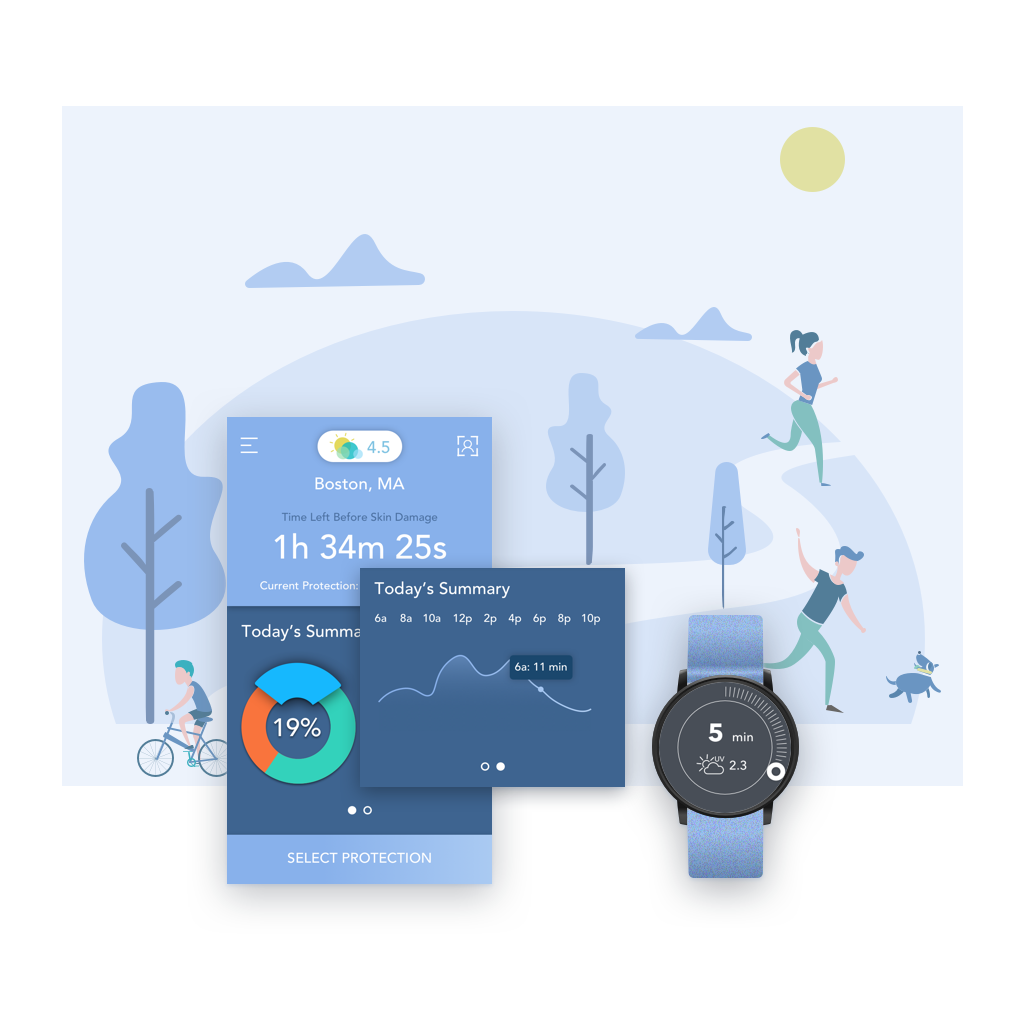 4.5
Boston, MA
Time Left Before Skin Damage
1h 34m 25s
Current Protection:
Today's Summa
19%
SELECT PROTECTION
Today's Summary
6a 8a 10a 12p 2p 4p 6p 8p 10p
6a: 11 min
5 min
UV
2.3